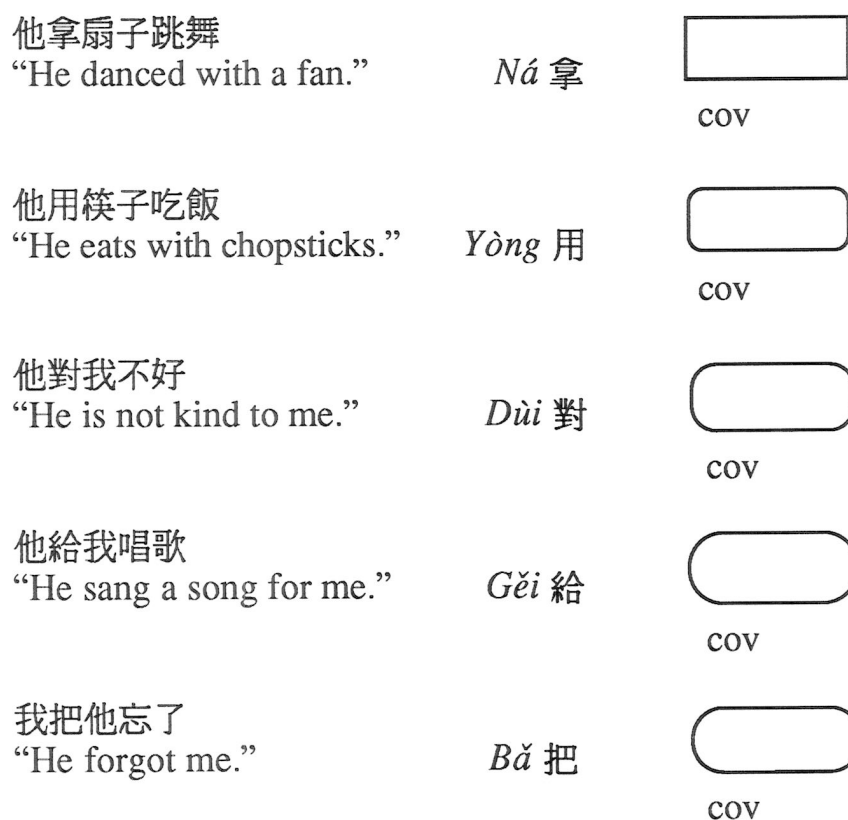 他拿扇子跳舞
“He danced with a fan.” Ná 拿
cov
他用筷子吃飯
“He eats with chopsticks.” Yòng 用
cov
他對我不好
“He is not kind to me.” Dùi 對
cov
他給我唱歌
“He sang a song for me.” Gěi 給
cov
我把他忘了
“He forgot me.” Bǎ 把
cov